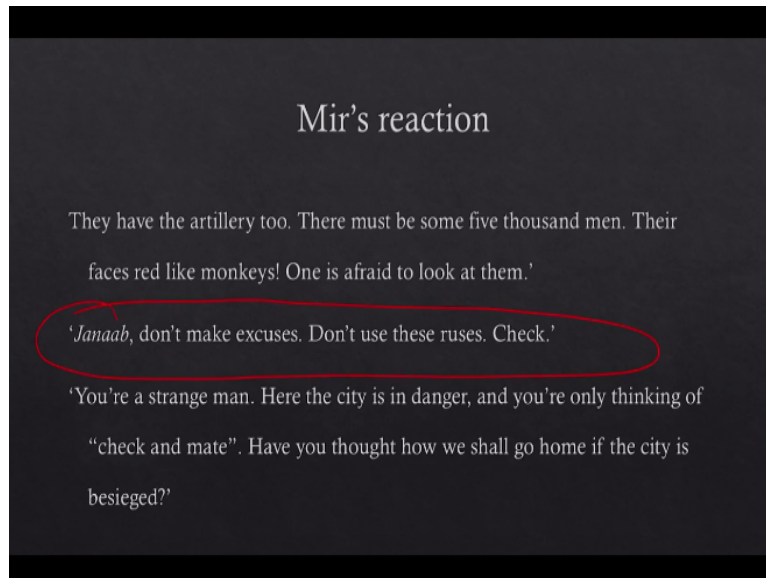 Mir’s reaction
They have the artillery too. There must be some five thousand men. Their
faces red like monkeys! One is afraid to look at them.’
‘Janaab, don’t make excuses. Don’t use these ruses. Check.’
‘You’re a strange man. Here the city is in danger, and you’re only thinking of
“check and mate”. Have you thought how we shall go home if the city is
besieged?’